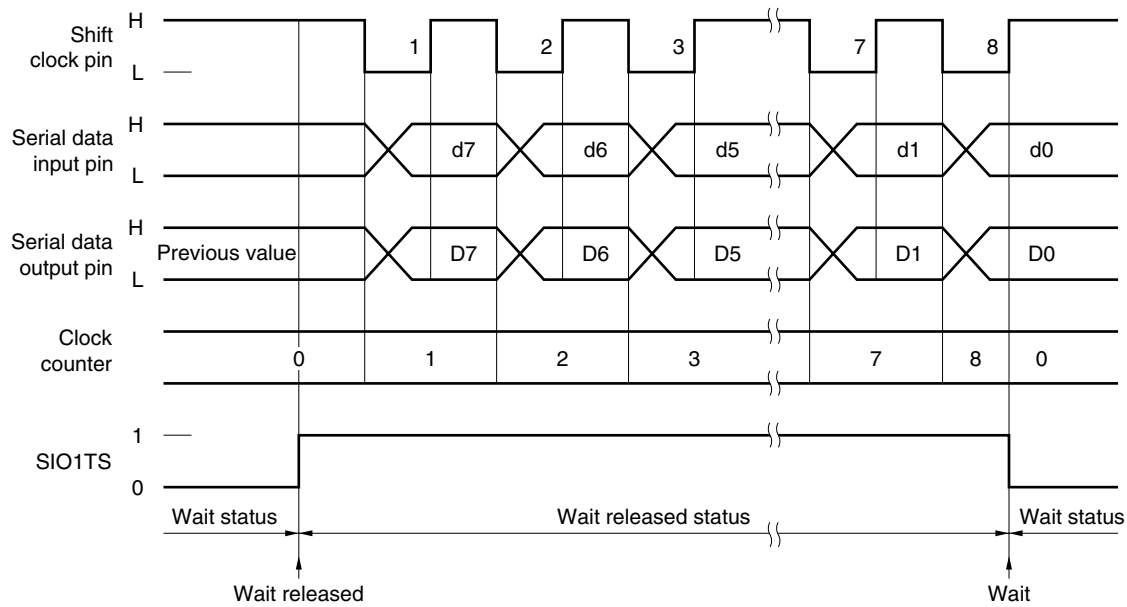 Shift
clock pin
H
L
1 2 3 7 8
Serial data
input pin
H
L
d7 d6 d5 d1 d0
Serial data
output pin
H
L
Previous value D7 D6 D5 D1 D0
Clock
counter
0 1 2 3 7 8 0
SIO1TS
1
0
Wait status Wait released status Wait status
Wait released Wait